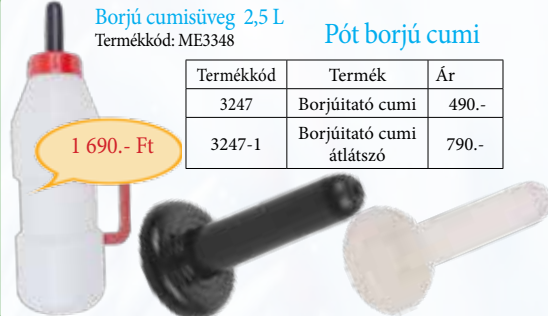 Borjú cumisüveg 2,5 L
Termékkód: ME3348
Pót borjú cumi
Termékkód Termék Ár
3247 Borjúitató cumi 490.-
3247-1 Borjúitató cumi átlátszó 790.-
1 690.- Ft